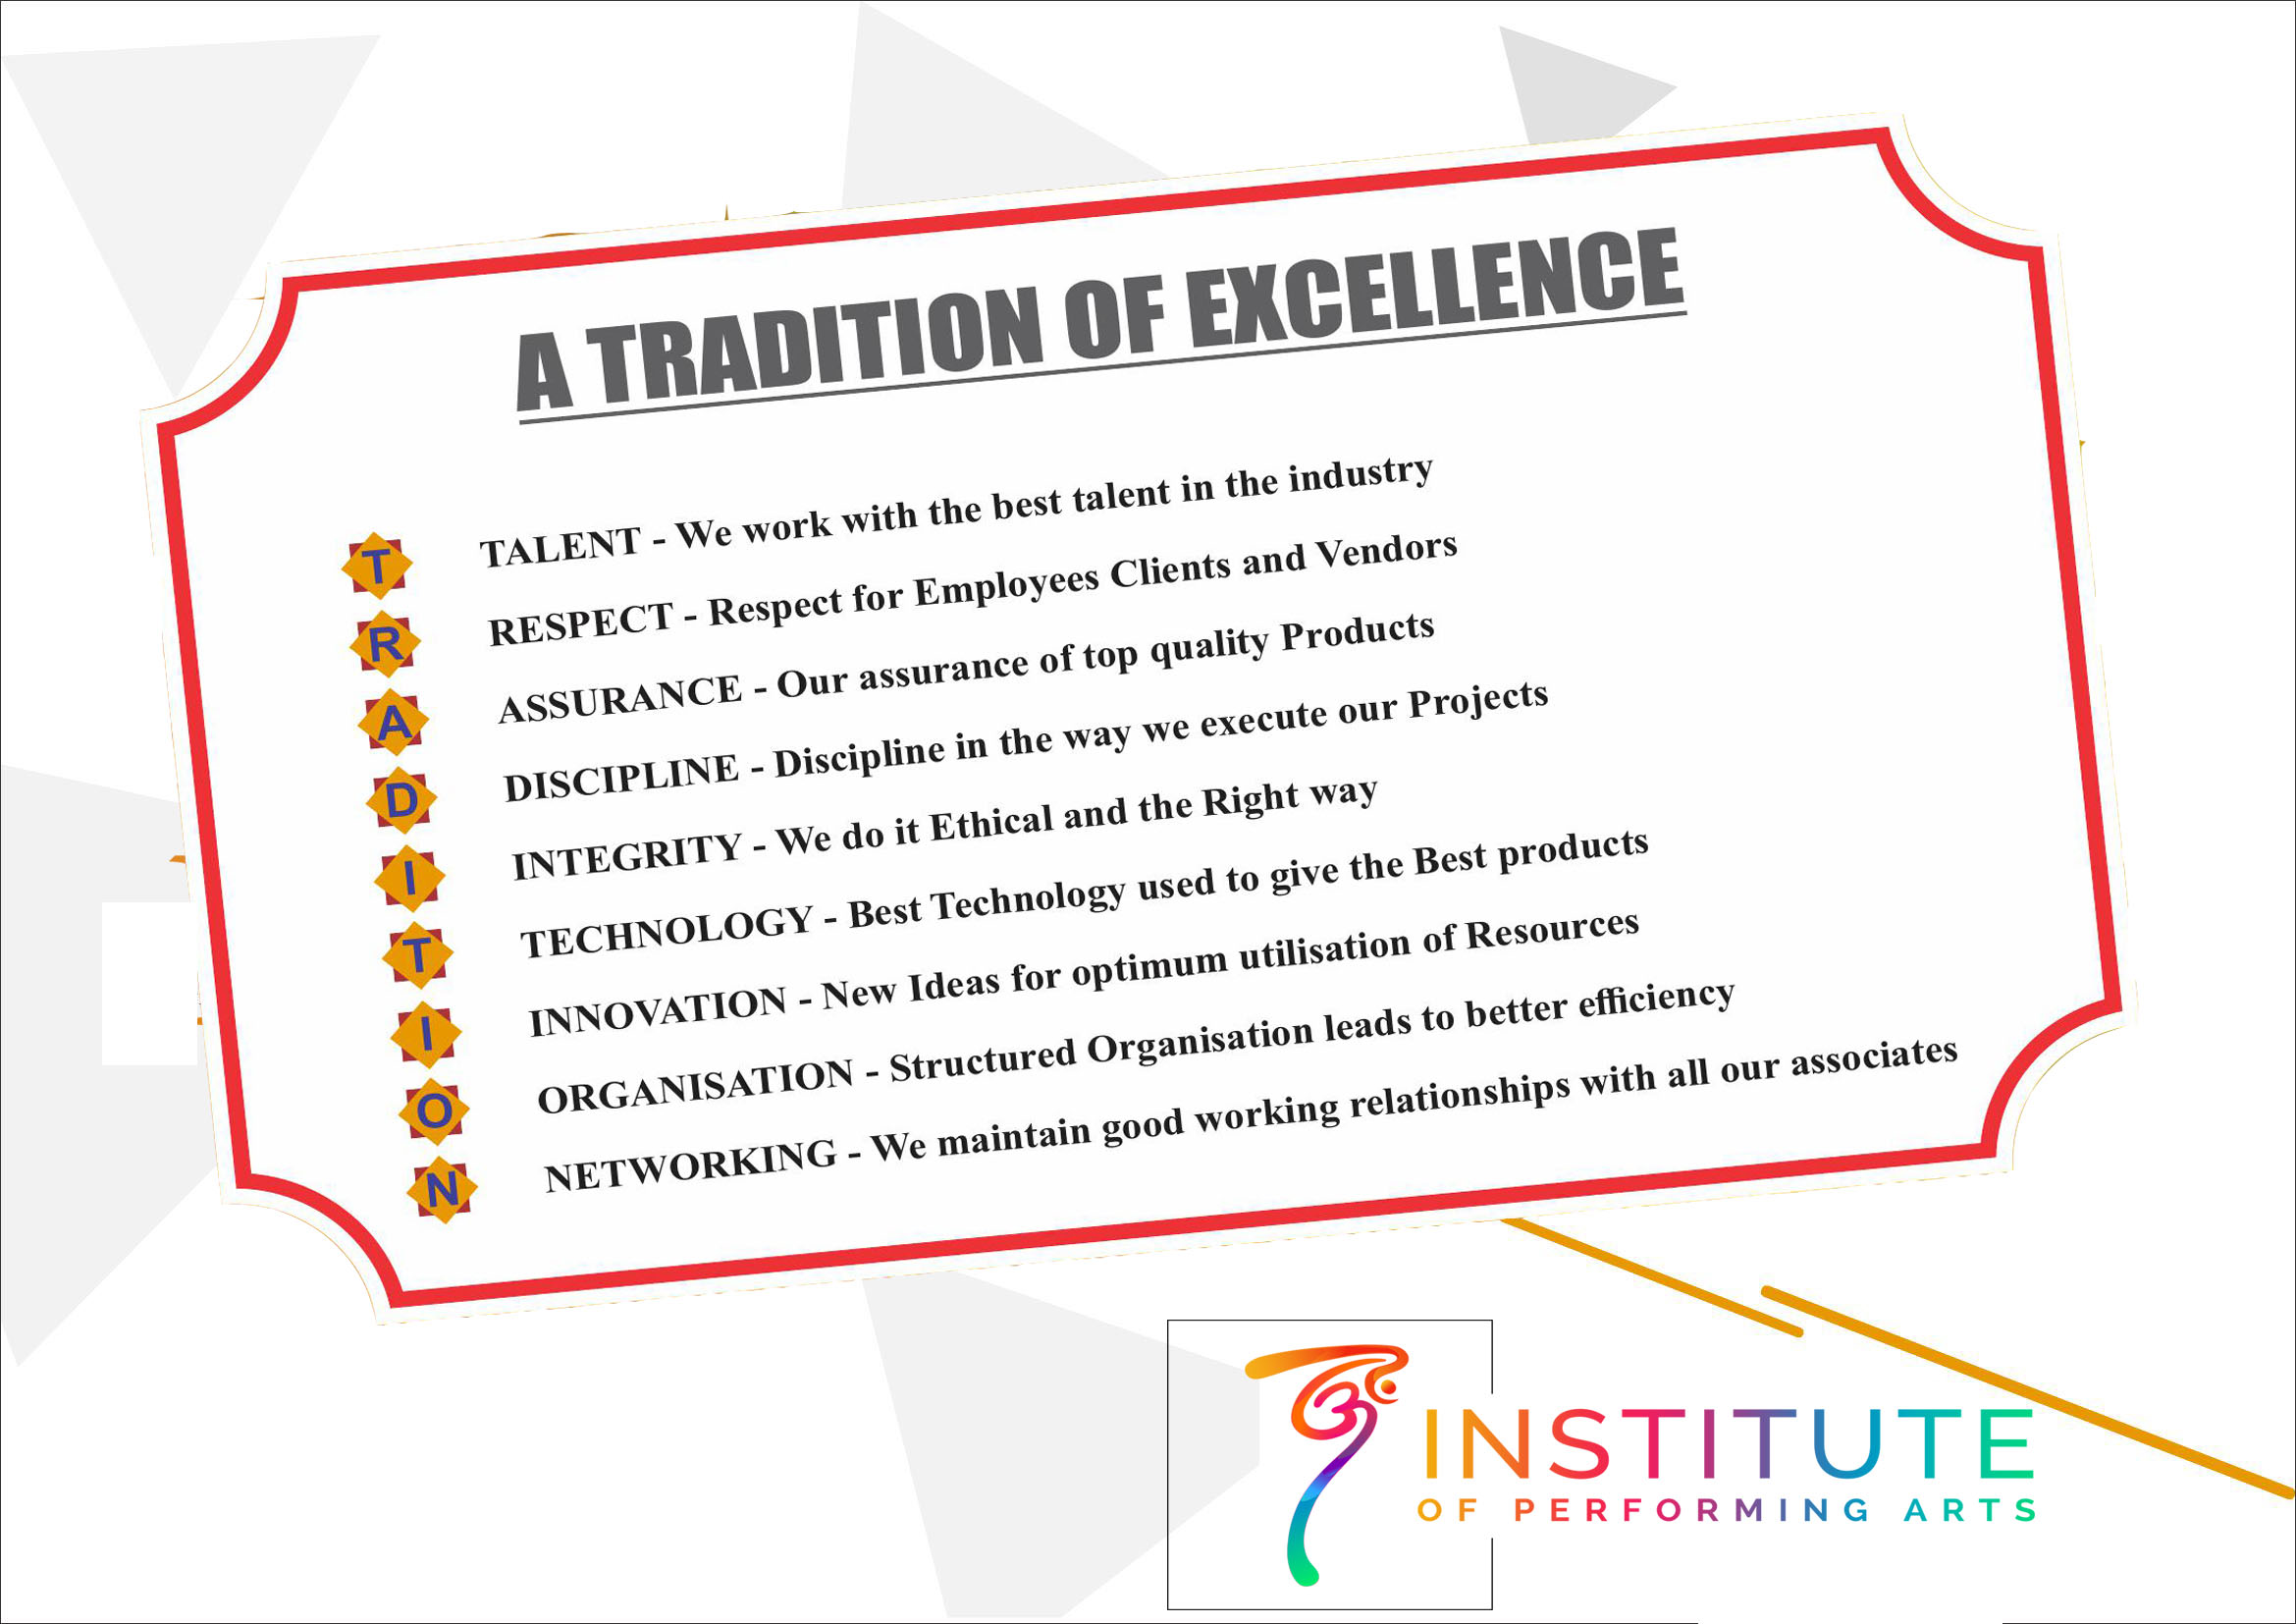 A TRADITION OF EXCELLENCE
T TALENT - We work with the best talent in the industry
R RESPECT - Respect for Employees Clients and Vendors
A ASSURANCE - Our assurance of top quality Products
D DISCIPLINE - Discipline in the way we execute our Projects
I INTEGRITY - We do it Ethical and the Right way
T TECHNOLOGY - Best Technology used to give the Best products
I INNOVATION - New Ideas for optimum utilisation of Resources
O ORGANISATION - Structured Organisation leads to better efficiency
N NETWORKING - We maintain good working relationships with all our associates
INSTITUTE
OF PERFORMING ARTS